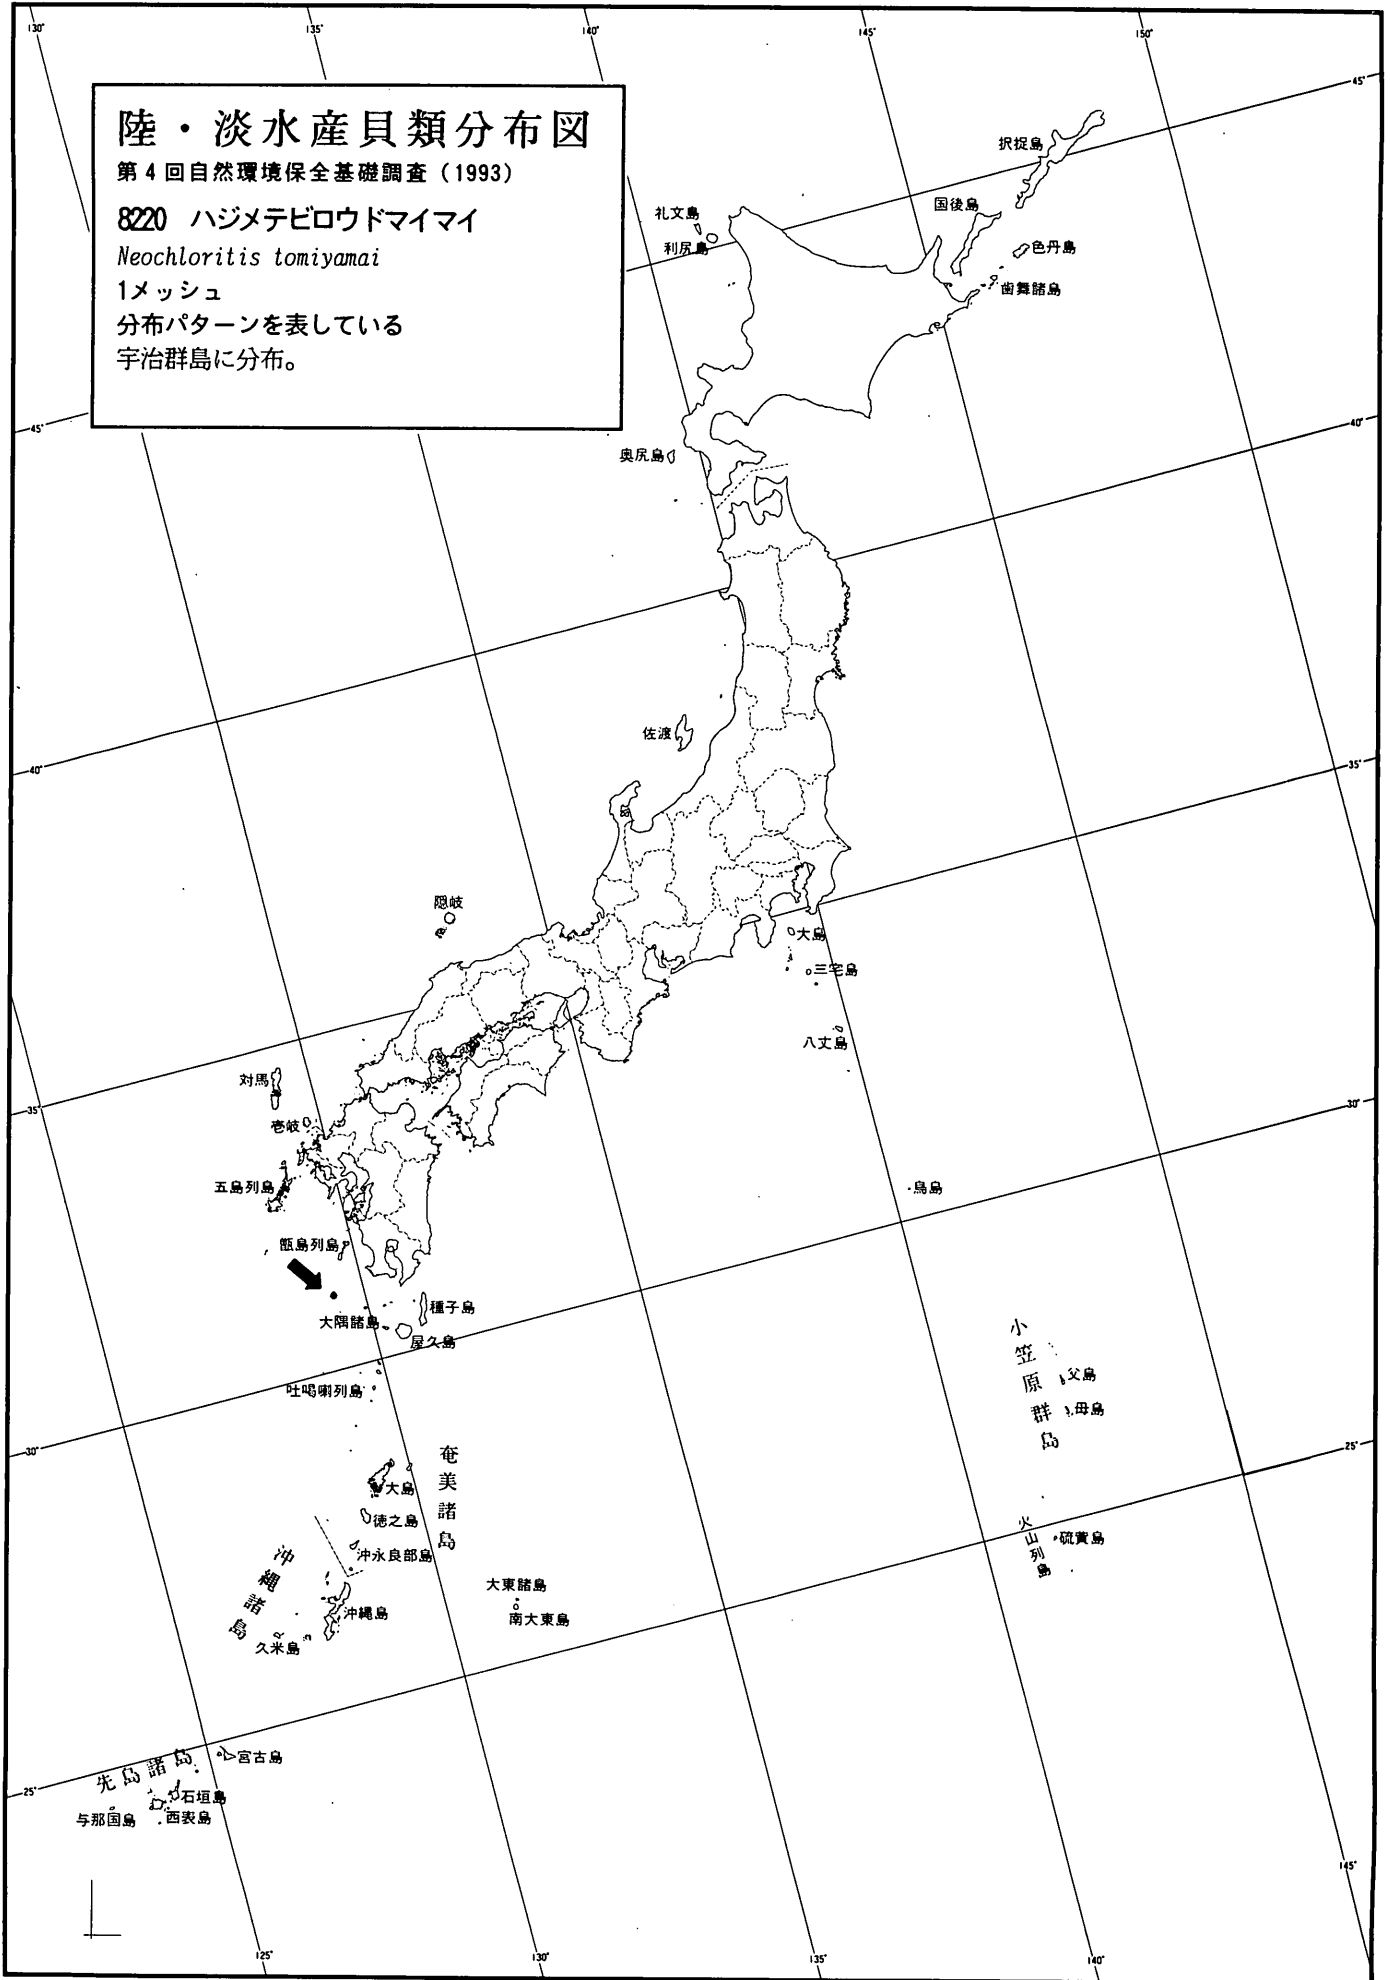 130°
135°
140°
145°
150°
45°
陸・淡水産貝類分布図
第4回自然環境保全基礎調査（1993）
8220 ハジメテビロウドマイマイ
Neochloritis tomiyamai
1メッシュ
分布パターンを表している
宇治群島に分布。
択捉島
礼文島
国後島
利尻島
色丹島
歯舞諸島
45°
40°
奥尻島
佐渡
40°
35°
隠岐
大島
三宅島
八丈島
対馬
35°
30°
壱岐
五島列島
鳥島
甑島列島
種子島
大隅諸島
屋久島
小笠原群島
父島
吐噶喇列島
母島
30°
25°
奄美諸島
大島
徳之島
火山列島
硫黄島
沖永良部島
沖縄諸島
大東諸島
沖縄島
南大東島
久米島
先島諸島
宮古島
25°
石垣島
与那国島
西表島
145°
125°
130°
135°
140°